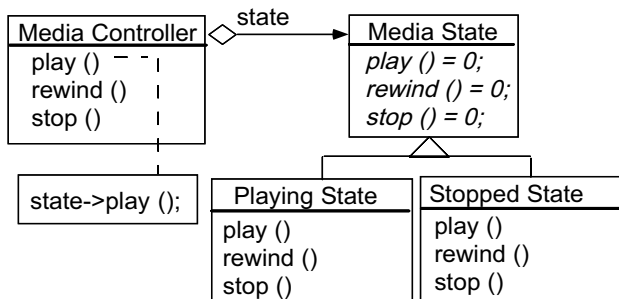 state
Media Controller
play ()
rewind ()
stop ()
Media State
play () = 0;
rewind () = 0;
stop () = 0;
state->play ();
Playing State
play ()
rewind ()
stop ()
Stopped State
play ()
rewind ()
stop ()